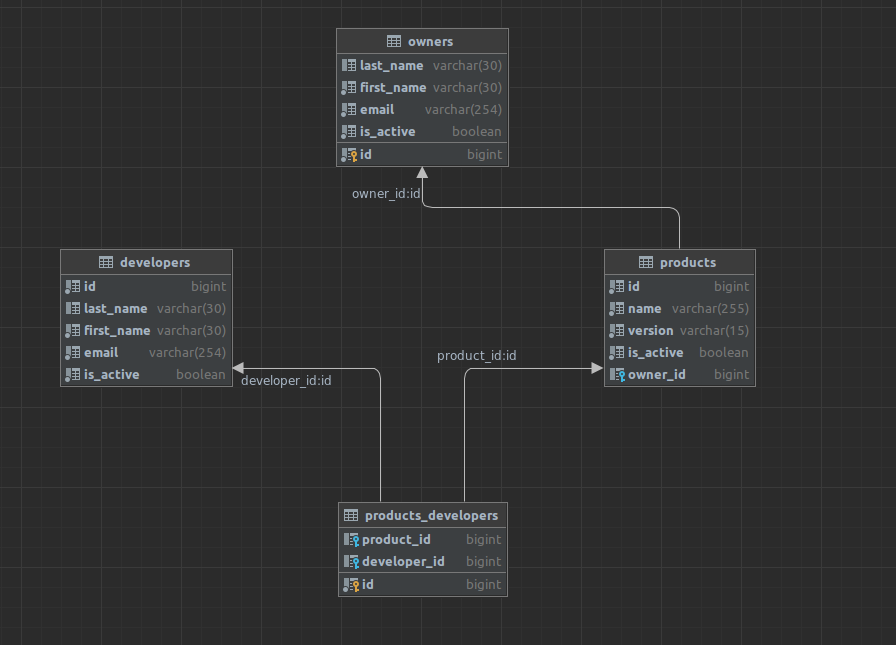 owners
last_name varchar(30)
first_name varchar(30)
email varchar(254)
is_active boolean
id bigint
owner_id:id
developers
id bigint
last_name varchar(30)
first_name varchar(30)
email varchar(254)
is_active boolean
products
id bigint
name varchar(255)
version varchar(15)
is_active boolean
owner_id bigint
product_id:id
developer_id:id
products_developers
product_id bigint
developer_id bigint
id bigint